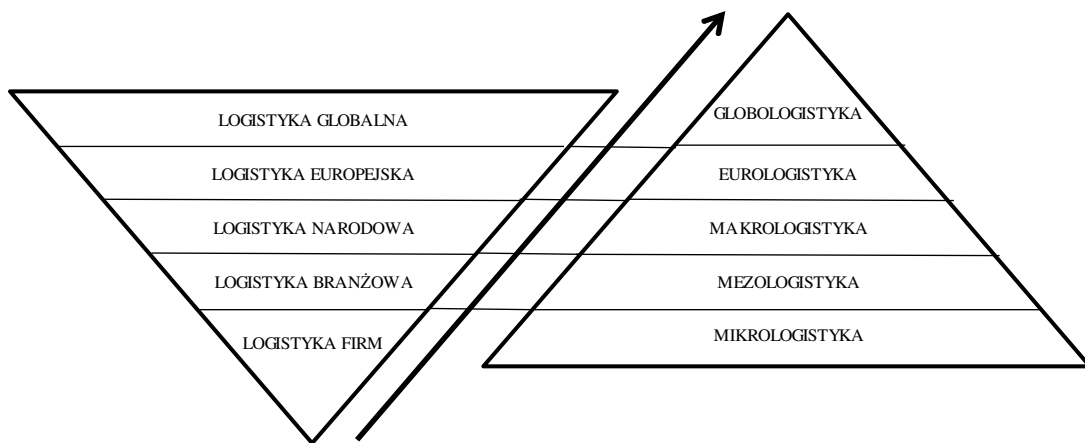 LOGISTYKA GLOBALNA
LOGISTYKA EUROPEJSKA
LOGISTYKA NARODOWA
LOGISTYKA BRANŻOWA
LOGISTYKA FIRM
GLOBOLOGISTYKA
EUROLOGISTYKA
MAKROLOGISTYKA
MEZOLOGISTYKA
MIKROLOGISTYKA